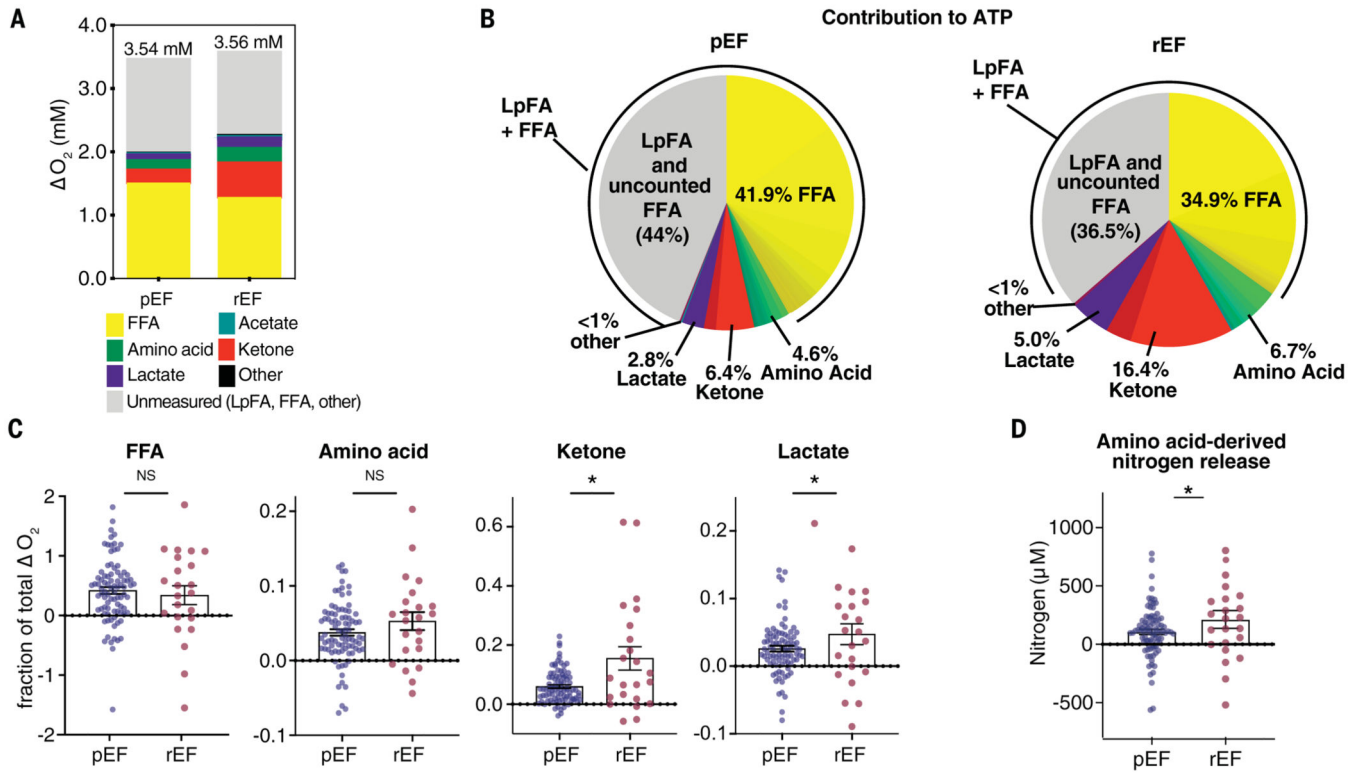 A
4.0
3.0
2.0
1.0
0.0
Δ O2 (mM)
3.54 mM
3.56 mM
pEF
rEF
FFA
Acetate
Amino acid
Ketone
Lactate
Other
Unmeasured (LpFA, FFA, other)
B
Contribution to ATP
pEF
LpFA
+ FFA
LpFA
and
uncounted
FFA
(44%)
41.9% FFA
<1%
other
2.8%
Lactate
6.4%
Ketone
4.6%
Amino Acid
rEF
LpFA
+ FFA
LpFA and
uncounted
FFA
(36.5%)
34.9% FFA
<1%
other
5.0%
Lactate
16.4%
Ketone
6.7%
Amino Acid
C
fraction of total Δ O2
FFA
NS
2
1
0
-1
-2
pEF
rEF
Amino acid
NS
0.2
0.1
0.0
-0.1
pEF
rEF
Ketone
*
0.6
0.4
0.2
0.0
pEF
rEF
Lactate
*
0.2
0.1
0.0
-0.1
pEF
rEF
D
Amino acid-derived
nitrogen release
*
Nitrogen (µM)
1000
500
0
-500
pEF
rEF